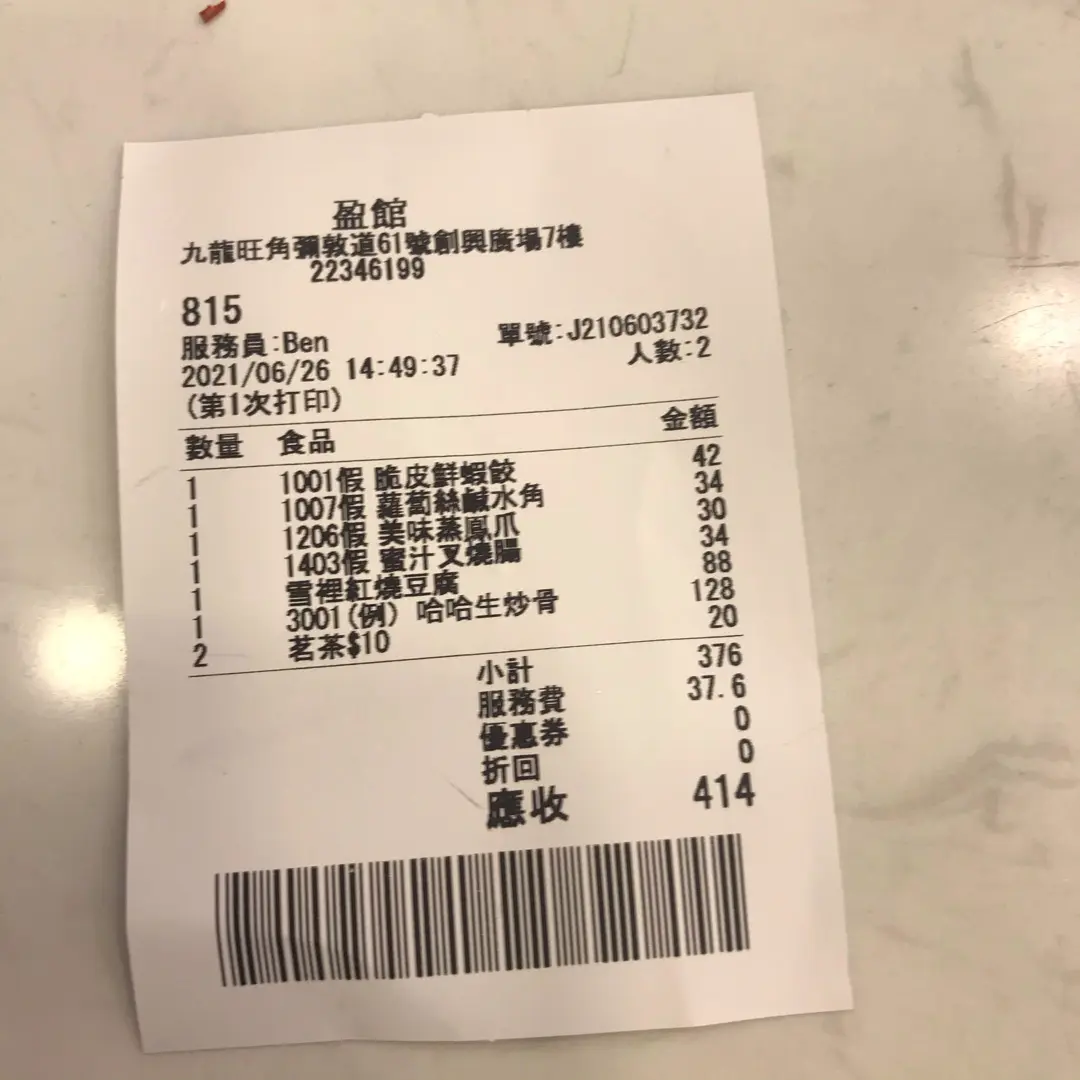 盈館
九龍旺角彌敦道61號創興廣場7樓
22346199
815
服務員:Ben 單號:J210603732
2021/06/26 14:49:37 人數:2
(第1次打印)
數量 食品 金額
1 1001假 脆皮鮮蝦餃 42
1 1007假 蘿蔔絲鹹水角 34
1 1206假 美味蒸鳳爪 30
1 1403假 蜜汁叉燒腸 34
1 雪裡紅燒豆腐 88
1 3001(例) 哈哈生炒骨 128
2 茗茶$10 20
小計 376
服務費 37.6
優惠券 0
折回 0
應收 414